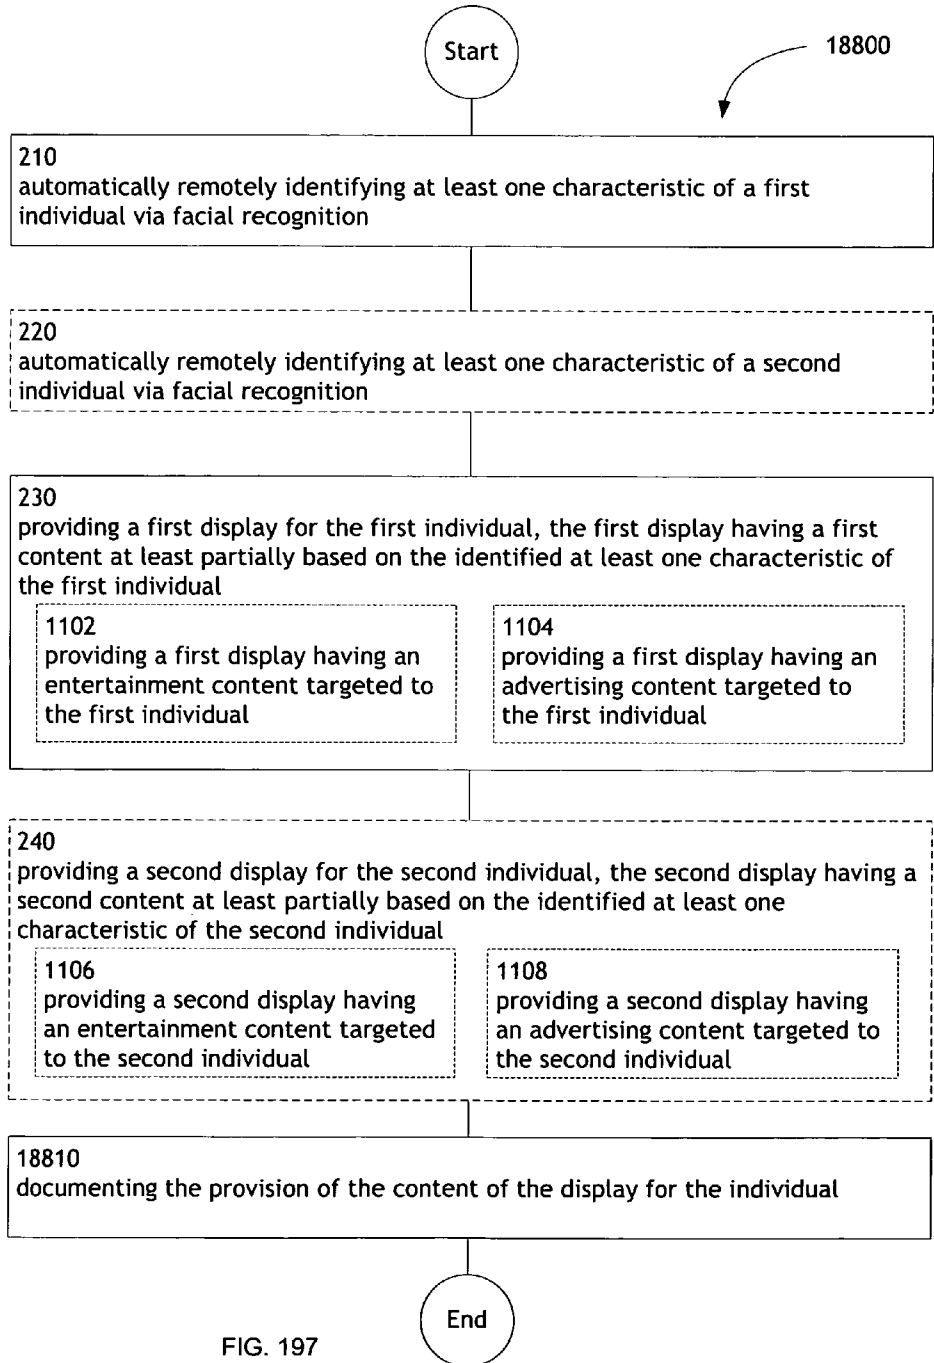 Start
18800
210
automatically remotely identifying at least one characteristic of a first
individual via facial recognition
220
automatically remotely identifying at least one characteristic of a second
individual via facial recognition
230
providing a first display for the first individual, the first display having a first
content at least partially based on the identified at least one characteristic of
the first individual
1102
providing a first display having an
entertainment content targeted to
the first individual
1104
providing a first display having an
advertising content targeted to
the first individual
240
providing a second display for the second individual, the second display having a
second content at least partially based on the identified at least one
characteristic of the second individual
1106
providing a second display having
an entertainment content targeted
to the second individual
1108
providing a second display having
an advertising content targeted to
the second individual
18810
documenting the provision of the content of the display for the individual
End
FIG. 197